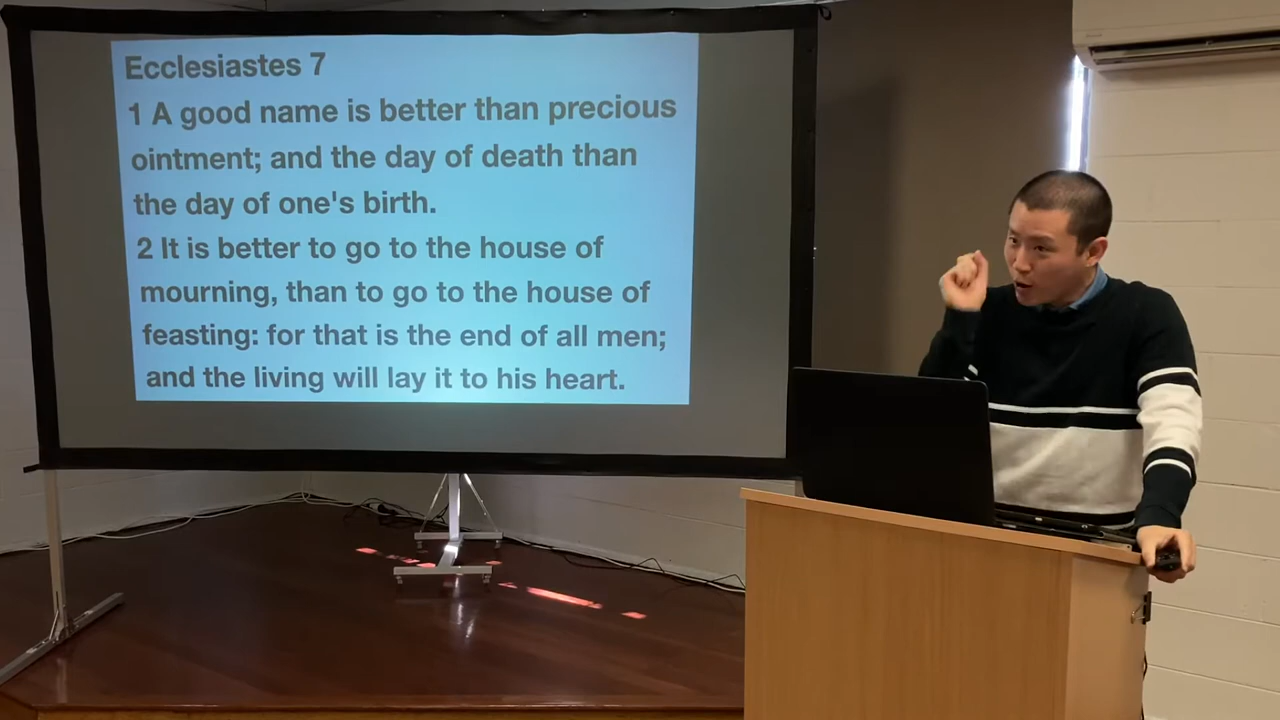 Ecclesiastes 7
1 A good name is better than precious
ointment; and the day of death than
the day of one's birth.
2 It is better to go to the house of
mourning, than to go to the house of
feasting: for that is the end of all men;
and the living will lay it to his heart.